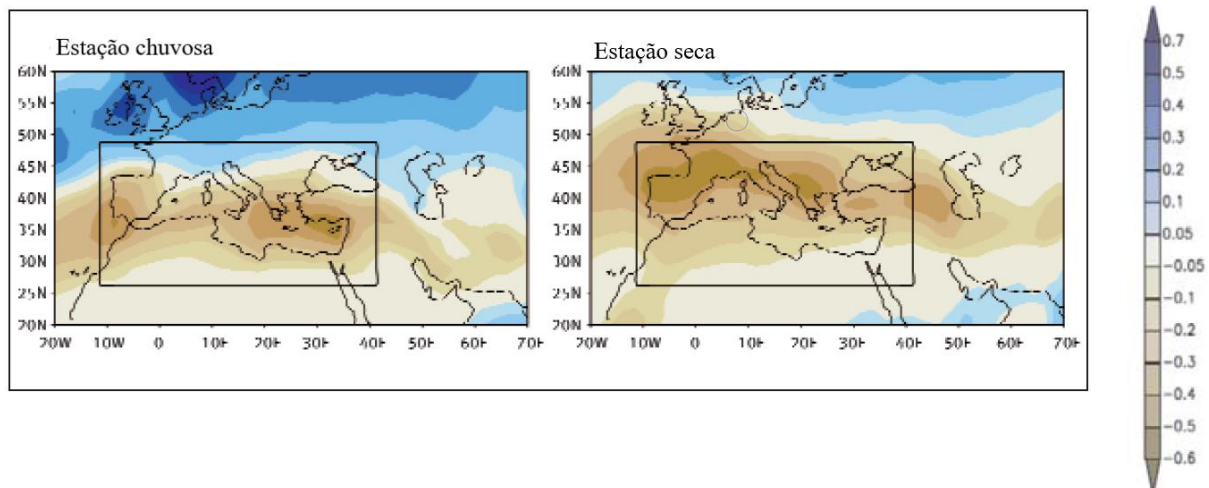 Estação chuvosa
60N
55N
50N
45N
40N
35N
30N
25N
20N
20W 10W 0 10E 20E 30E 40E 50E 60E 70E
Estação seca
60N
55N
50N
45N
40N
35N
30N
25N
20N
20W 10W 0 10E 20E 30E 40E 50E 60E 70E
0.7
0.5
0.4
0.3
0.2
0.1
0.05
-0.05
-0.1
-0.2
-0.3
-0.4
-0.5
-0.6